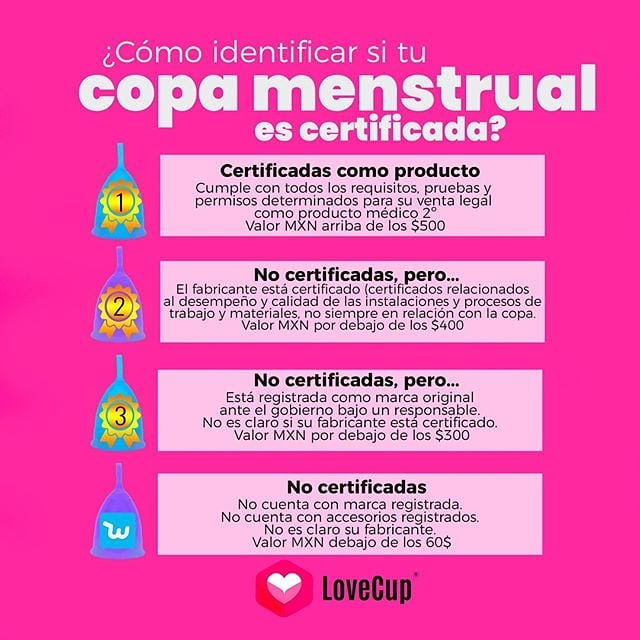 ¿Cómo identificar si tu
copa menstrual
es certificada?
1
Certificadas como producto
Cumple con todos los requisitos, pruebas y
permisos determinados para su venta legal
como producto médico 2º
Valor MXN arriba de los $500
2
No certificadas, pero...
El fabricante está certificado (certificados relacionados
al desempeño y calidad de las instalaciones y procesos de
trabajo y materiales, no siempre en relación con la copa.
Valor MXN por debajo de los $400
3
No certificadas, pero...
Está registrada como marca original
ante el gobierno bajo un responsable.
No es claro si su fabricante está certificado.
Valor MXN por debajo de los $300
w
No certificadas
No cuenta con marca registrada.
No cuenta con accesorios registrados.
No es claro su fabricante.
Valor MXN debajo de los 60$
LoveCup®